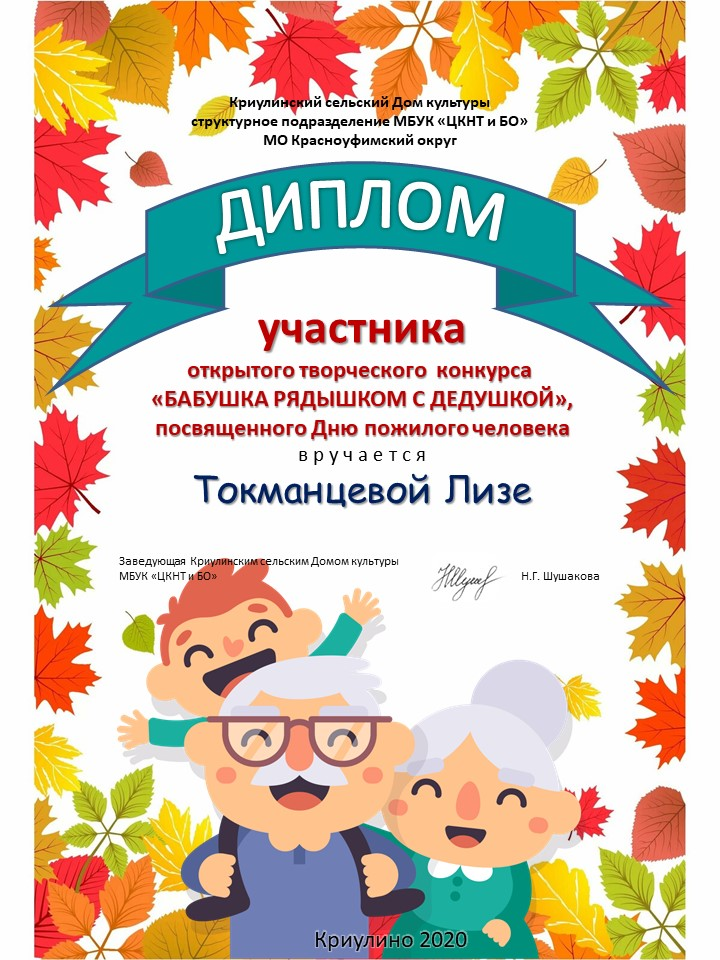 Криулинский сельский Дом культуры
структурное подразделение МБУК «ЦКНТ и БО»
МО Красноуфимский округ
ДИПЛОМ
участника
открытого творческого конкурса
«БАБУШКА РЯДЫШКОМ С ДЕДУШКОЙ»,
посвященного Дню пожилого человека
вручается
Токманцевой Лизе
Заведующая Криулинским сельским Домом культуры
МБУК «ЦКНТ и БО»
Н.Г. Шушакова
Криулино 2020